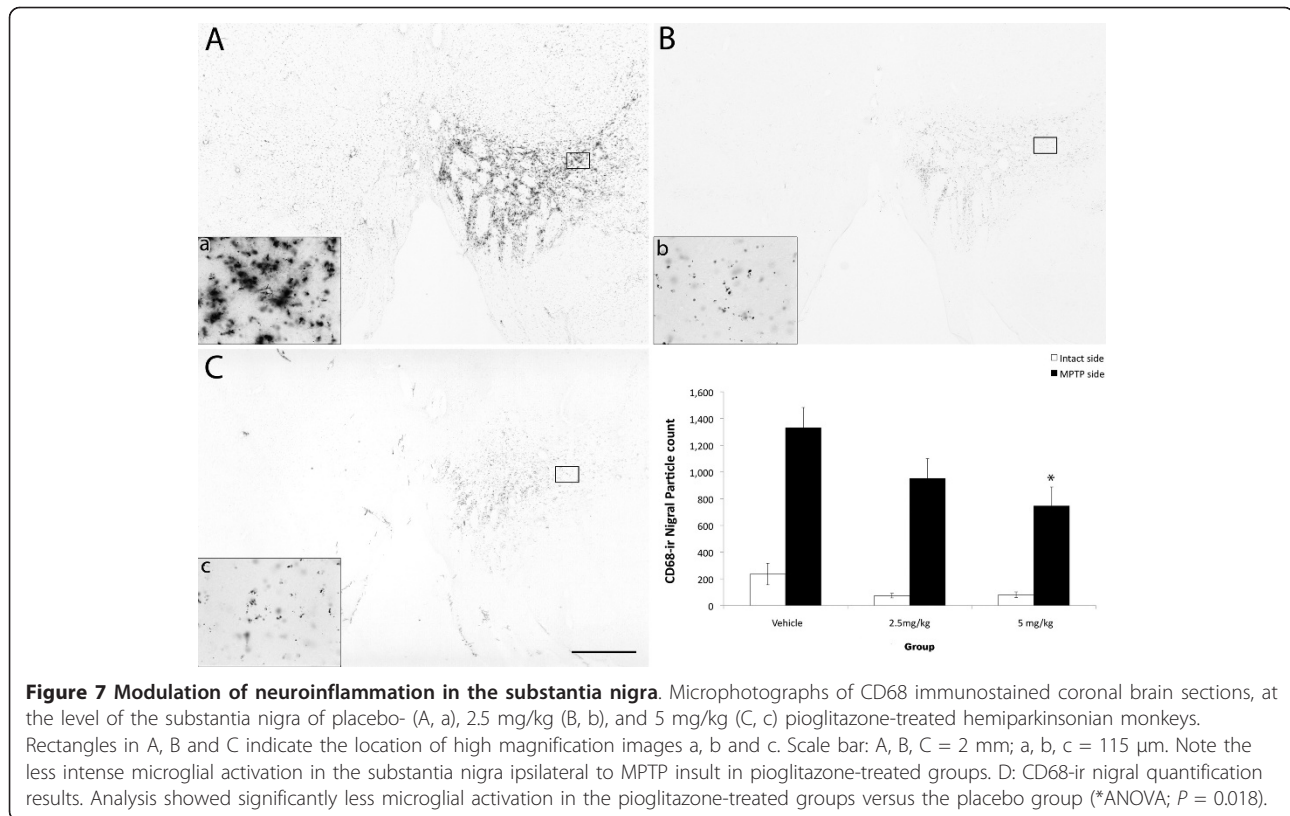 A
B
a
b
C
c
Intact side
MPTP side
1,600
1,400
1,200
1,000
800
600
400
200
0
CD68-ir Nigral Particle count
*
Vehicle
2.5mg/kg
5 mg/kg
Group
Figure 7 Modulation of neuroinflammation in the substantia nigra. Microphotographs of CD68 immunostained coronal brain sections, at
the level of the substantia nigra of placebo- (A, a), 2.5 mg/kg (B, b), and 5 mg/kg (C, c) pioglitazone-treated hemiparkinsonian monkeys.
Rectangles in A, B and C indicate the location of high magnification images a, b and c. Scale bar: A, B, C = 2 mm; a, b, c = 115 μm. Note the
less intense microglial activation in the substantia nigra ipsilateral to MPTP insult in pioglitazone-treated groups. D: CD68-ir nigral quantification
results. Analysis showed significantly less microglial activation in the pioglitazone-treated groups versus the placebo group (*ANOVA; P = 0.018).